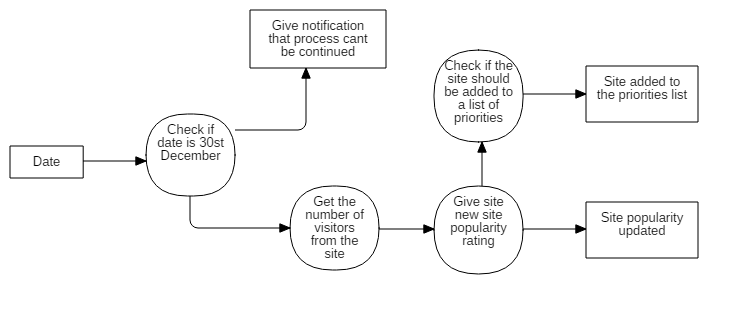 Give notification
that process cant
be continued
Check if the
site should
be added to
a list of
priorities
Site added to
the priorities list
Check if
date is 30st
December
Date
Get the
number of
visitors
from the
site
Give site
new site
popularity
rating
Site popularity
updated